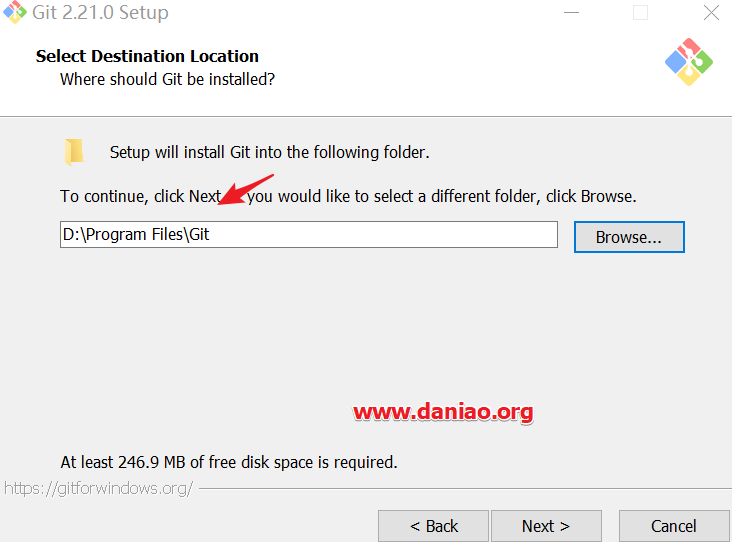 Git 2.21.0 Setup
Select Destination Location
Where should Git be installed?
Setup will install Git into the following folder.
To continue, click Next you would like to select a different folder, click Browse.
D:\Program Files\Git
Browse...
www.daniao.org
At least 246.9 MB of free disk space is required.
https://gitforwindows.org/
< Back
Next >
Cancel